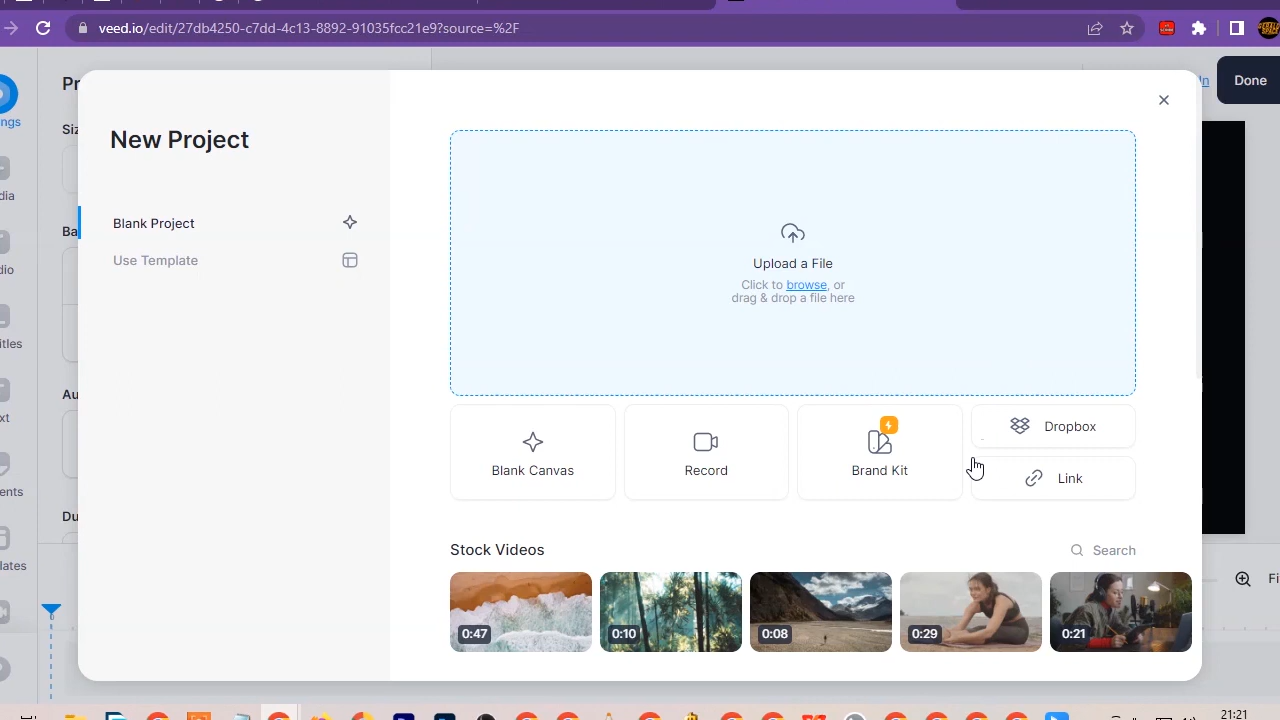 veed.io/edit/27db4250-c7dd-4c13-8892-91035fcc21e9?source=%2F
Done
New Project
Blank Project
Use Template
Upload a File
Click to browse, or
drag & drop a file here
Blank Canvas
Record
Brand Kit
Dropbox
Link
Stock Videos
Search
0:47
0:10
0:08
0:29
0:21
21:21